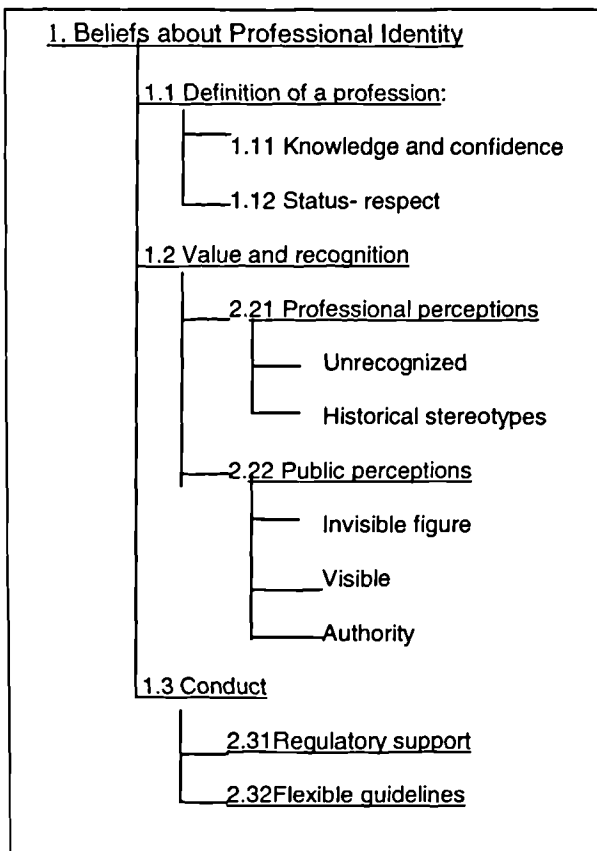 1. Beliefs about Professional Identity
1.1 Definition of a profession:
1.11 Knowledge and confidence
1.12 Status- respect
1.2 Value and recognition
2.21 Professional perceptions
Unrecognized
Historical stereotypes
2.22 Public perceptions
Invisible figure
Visible
Authority
1.3 Conduct
2.31Regulatory support
2.32Flexible guidelines